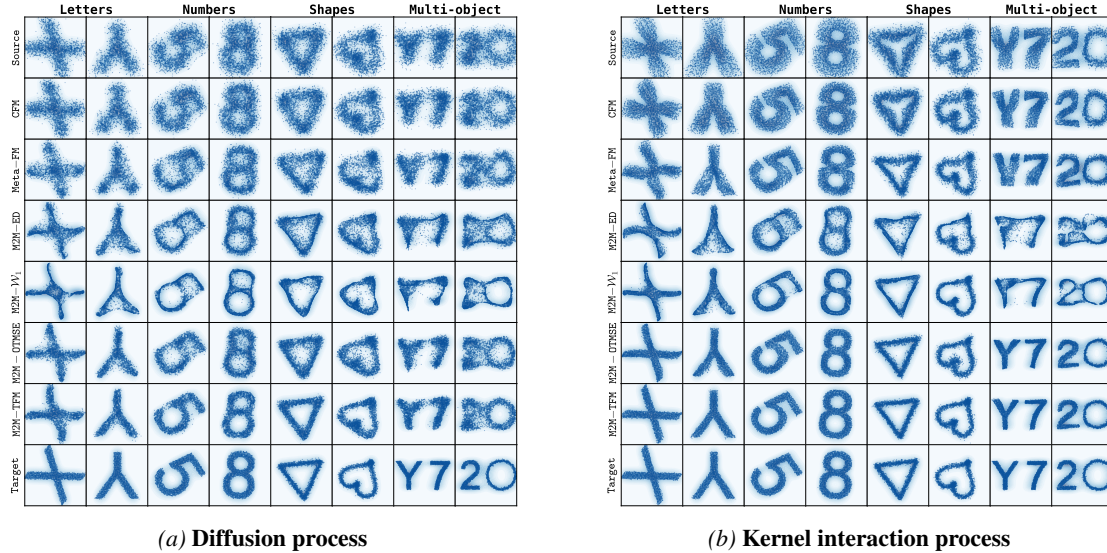 Letters Numbers Shapes Multi-object
Source
CFM
Meta-FM
M2M-ED
M2M-𝒲₁
M2M-OTMSE
M2M-TFM
Target
(a) Diffusion process
Letters Numbers Shapes Multi-object
Source
CFM
Meta-FM
M2M-ED
M2M-𝒲₁
M2M-OTMSE
M2M-TFM
Target
(b) Kernel interaction process